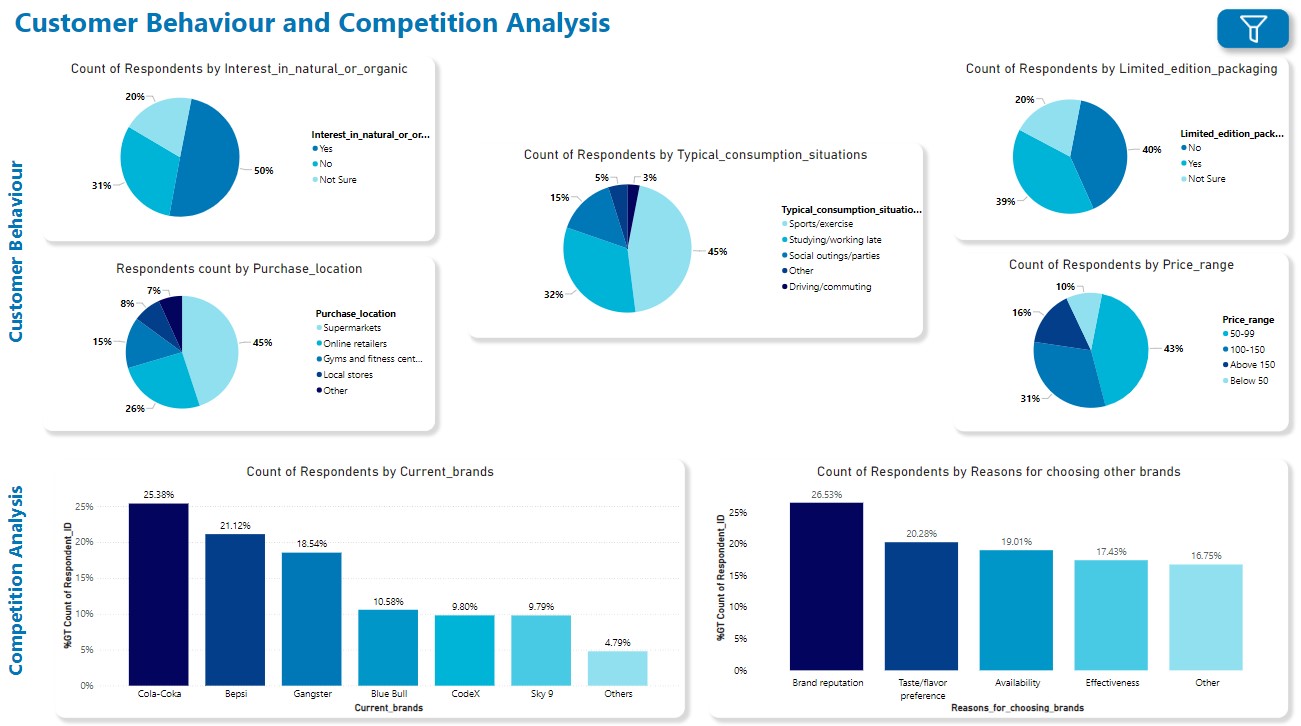 Customer Behaviour and Competition Analysis
Customer Behaviour
Count of Respondents by Interest_in_natural_or_organic
20%
50%
31%
Interest_in_natural_or_or...
Yes
No
Not Sure
Respondents count by Purchase_location
7%
8%
15%
45%
26%
Purchase_location
Supermarkets
Online retailers
Gyms and fitness cent...
Local stores
Other
Count of Respondents by Typical_consumption_situations
5%
3%
15%
45%
32%
Typical_consumption_situatio...
Sports/exercise
Studying/working late
Social outings/parties
Other
Driving/commuting
Count of Respondents by Limited_edition_packaging
20%
40%
39%
Limited_edition_pack...
No
Yes
Not Sure
Count of Respondents by Price_range
10%
16%
43%
31%
Price_range
50-99
100-150
Above 150
Below 50
Competition Analysis
Count of Respondents by Current_brands
%GT Count of Respondent_ID
25%
20%
15%
10%
5%
0%
25.38%
21.12%
18.54%
10.58%
9.80%
9.79%
4.79%
Cola-Coka
Bepsi
Gangster
Blue Bull
CodeX
Sky 9
Others
Current_brands
Count of Respondents by Reasons for choosing other brands
%GT Count of Respondent_ID
25%
20%
15%
10%
5%
0%
26.53%
20.28%
19.01%
17.43%
16.75%
Brand reputation
Taste/flavor
preference
Availability
Effectiveness
Other
Reasons_for_choosing_brands